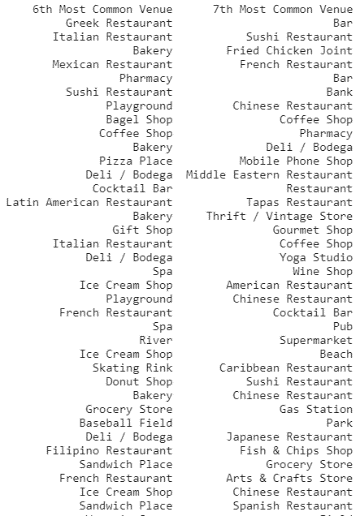 6th Most Common Venue 7th Most Common Venue
Greek Restaurant Bar
Italian Restaurant Sushi Restaurant
Bakery Fried Chicken Joint
Mexican Restaurant French Restaurant
Pharmacy Bar
Sushi Restaurant Bank
Playground Chinese Restaurant
Bagel Shop Coffee Shop
Coffee Shop Pharmacy
Bakery Deli / Bodega
Pizza Place Mobile Phone Shop
Deli / Bodega Middle Eastern Restaurant
Cocktail Bar Restaurant
Latin American Restaurant Tapas Restaurant
Bakery Thrift / Vintage Store
Gift Shop Gourmet Shop
Italian Restaurant Coffee Shop
Deli / Bodega Yoga Studio
Spa Wine Shop
Ice Cream Shop American Restaurant
Playground Chinese Restaurant
French Restaurant Cocktail Bar
Spa Pub
River Supermarket
Ice Cream Shop Beach
Skating Rink Caribbean Restaurant
Donut Shop Sushi Restaurant
Bakery Chinese Restaurant
Grocery Store Gas Station
Baseball Field Park
Deli / Bodega Japanese Restaurant
Filipino Restaurant Fish & Chips Shop
Sandwich Place Grocery Store
French Restaurant Arts & Crafts Store
Ice Cream Shop Chinese Restaurant
Sandwich Place Spanish Restaurant